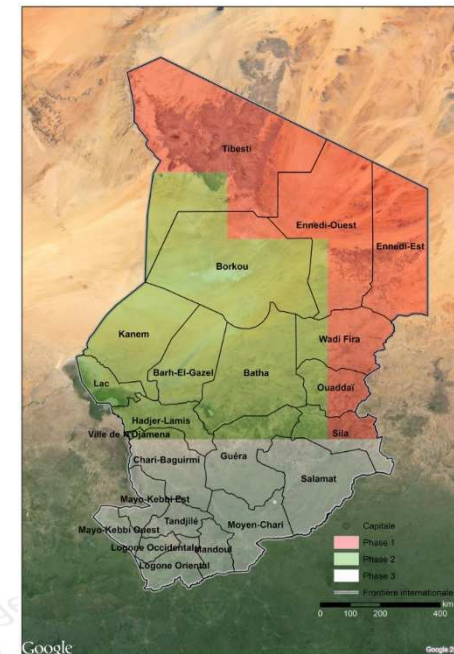 Tibesti
Ennedi-Ouest
Ennedi-Est
Borkou
Wadi Fira
Kanem
Barh-El-Gazel
Batha
Ouaddaï
Lac
Hadjer-Lamis
Sila
Ville de N'Djamena
Chari-Baguirmi
Guéra
Salamat
Mayo-Kebbi Est
Mayo-Kebbi Ouest
Tandjilé
Moyen-Chari
Logone Occidental
Mandoul
Logone Oriental
Capitale
Phase 1
Phase 2
Phase 3
Frontière internationale
km
0 100 200 400
Google
Google